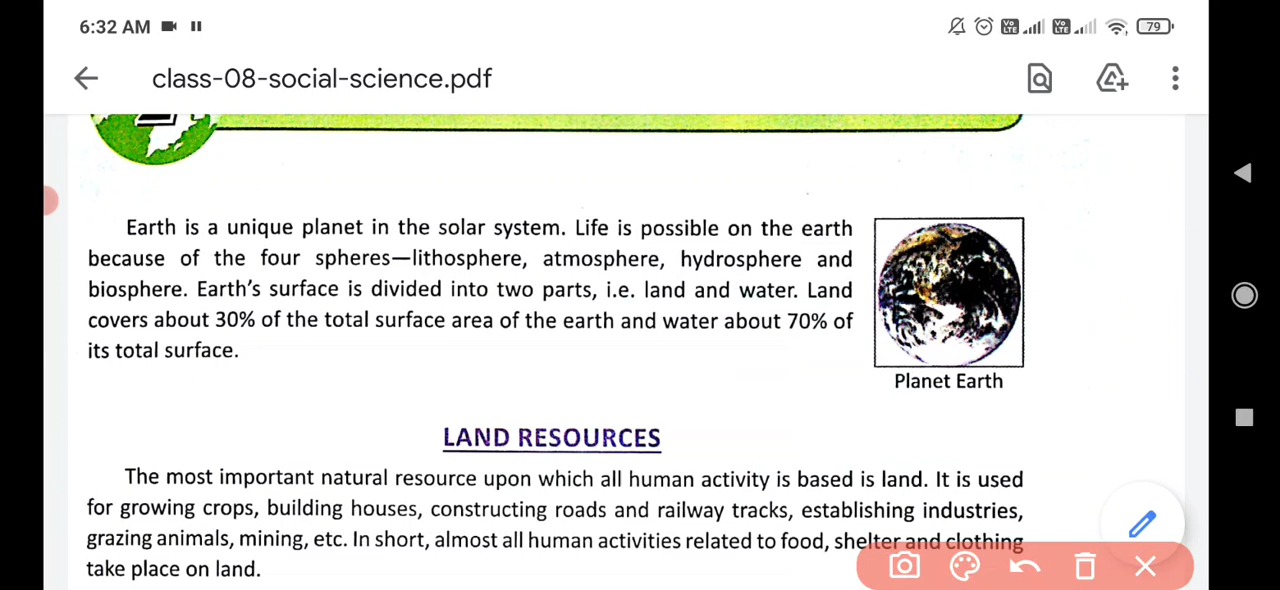 6:32 AM
Vo LTE Vo LTE 79
class-08-social-science.pdf
Earth is a unique planet in the solar system. Life is possible on the earth
because of the four spheres—lithosphere, atmosphere, hydrosphere and
biosphere. Earth's surface is divided into two parts, i.e. land and water. Land
covers about 30% of the total surface area of the earth and water about 70% of
its total surface.
Planet Earth
LAND RESOURCES
The most important natural resource upon which all human activity is based is land. It is used
for growing crops, building houses, constructing roads and railway tracks, establishing industries,
grazing animals, mining, etc. In short, almost all human activities related to food, shelter and clothing
take place on land.